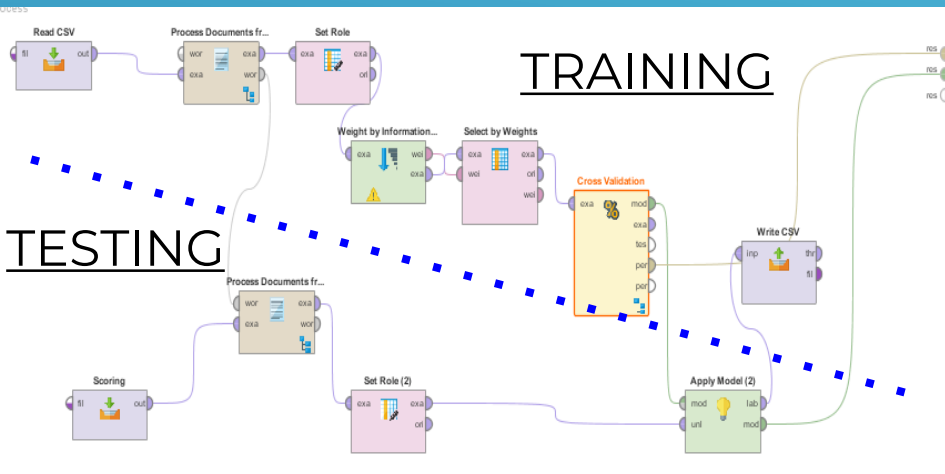 ocess
Read CSV
fil
out
Process Documents fr...
wor
exa
exa
wor
Set Role
exa
exa
ori
TRAINING
res
res
res
Weight by Information...
exa
wei
exa
Select by Weights
exa
wei
exa
ori
wei
Cross Validation
exa
mod
exa
tes
per
per
Write CSV
inp
thr
fil
TESTING
Process Documents fr...
wor
exa
exa
wor
Scoring
fil
out
Set Role (2)
exa
exa
ori
Apply Model (2)
mod
unl
lab
mod